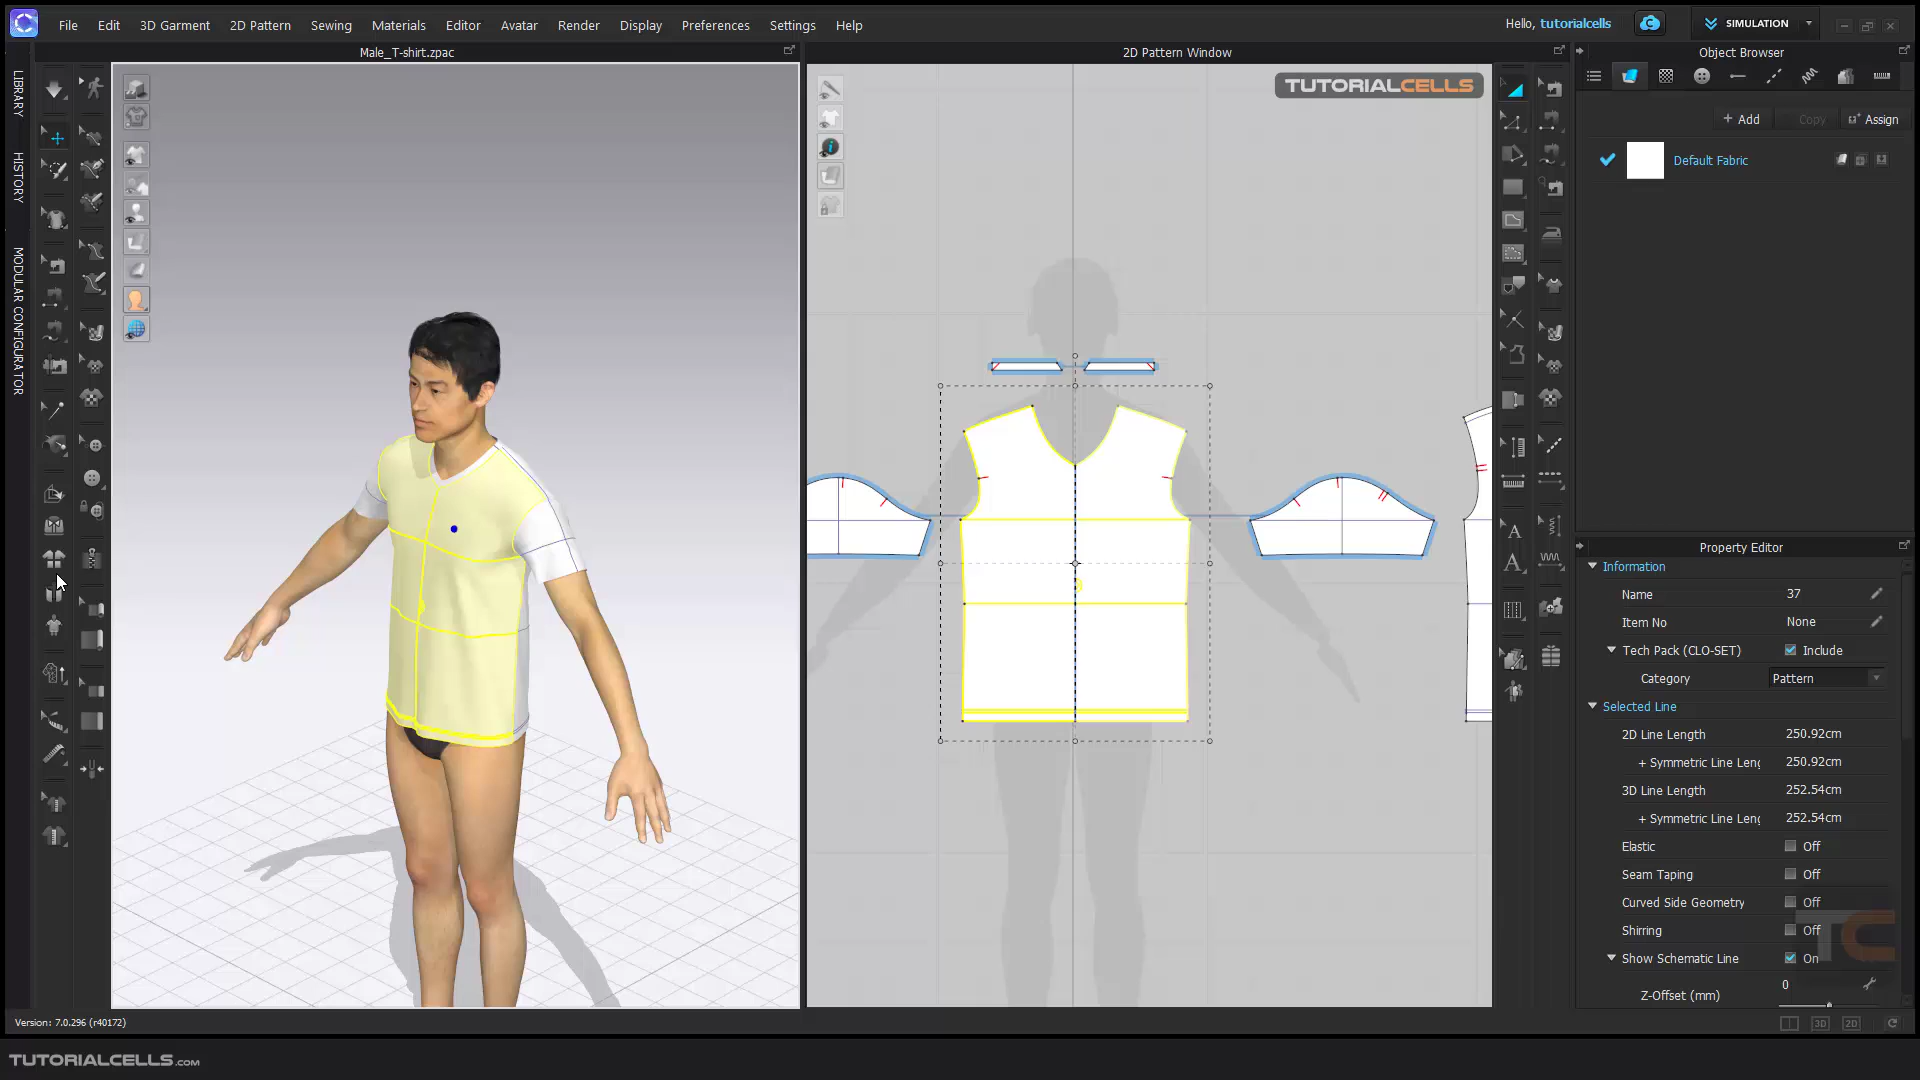 File Edit 3D Garment 2D Pattern Sewing Materials Editor Avatar Render Display Preferences Settings Help
Hello, tutorialcells
SIMULATION
Male_T-shirt.zpac
2D Pattern Window
Object Browser
LIBRARY
HISTORY
MODULAR CONFIGURATOR
TUTORIALCELLS
+ Add
Copy
Assign
Default Fabric
Property Editor
Information
Name 37
Item No None
Tech Pack (CLO-SET) Include
Category Pattern
Selected Line
2D Line Length 250.92cm
+ Symmetric Line Leng 250.92cm
3D Line Length 252.54cm
+ Symmetric Line Leng 252.54cm
Elastic Off
Seam Taping Off
Curved Side Geometry Off
Shirring Off
Show Schematic Line On
Z-Offset (mm) 0
TC
3D 2D
Version: 7.0.296 (r40172)
TUTORIALCELLS.com